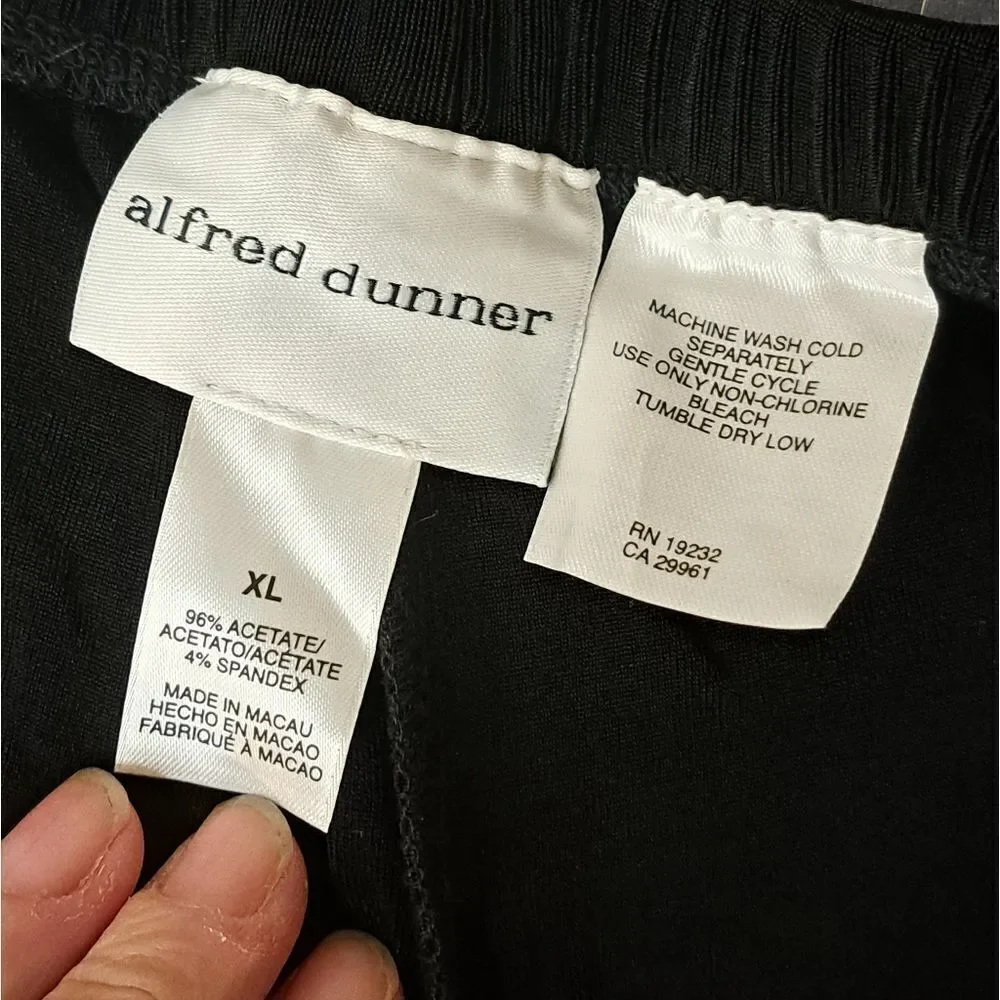 alfred dunner
XL
96% ACETATE/
ACETATO/ACÉTATE
4% SPANDEX
MADE IN MACAU
HECHO EN MACAO
FABRIQUÉ À MACAO
MACHINE WASH COLD
SEPARATELY
GENTLE CYCLE
USE ONLY NON-CHLORINE
BLEACH
TUMBLE DRY LOW
RN 19232
CA 29961